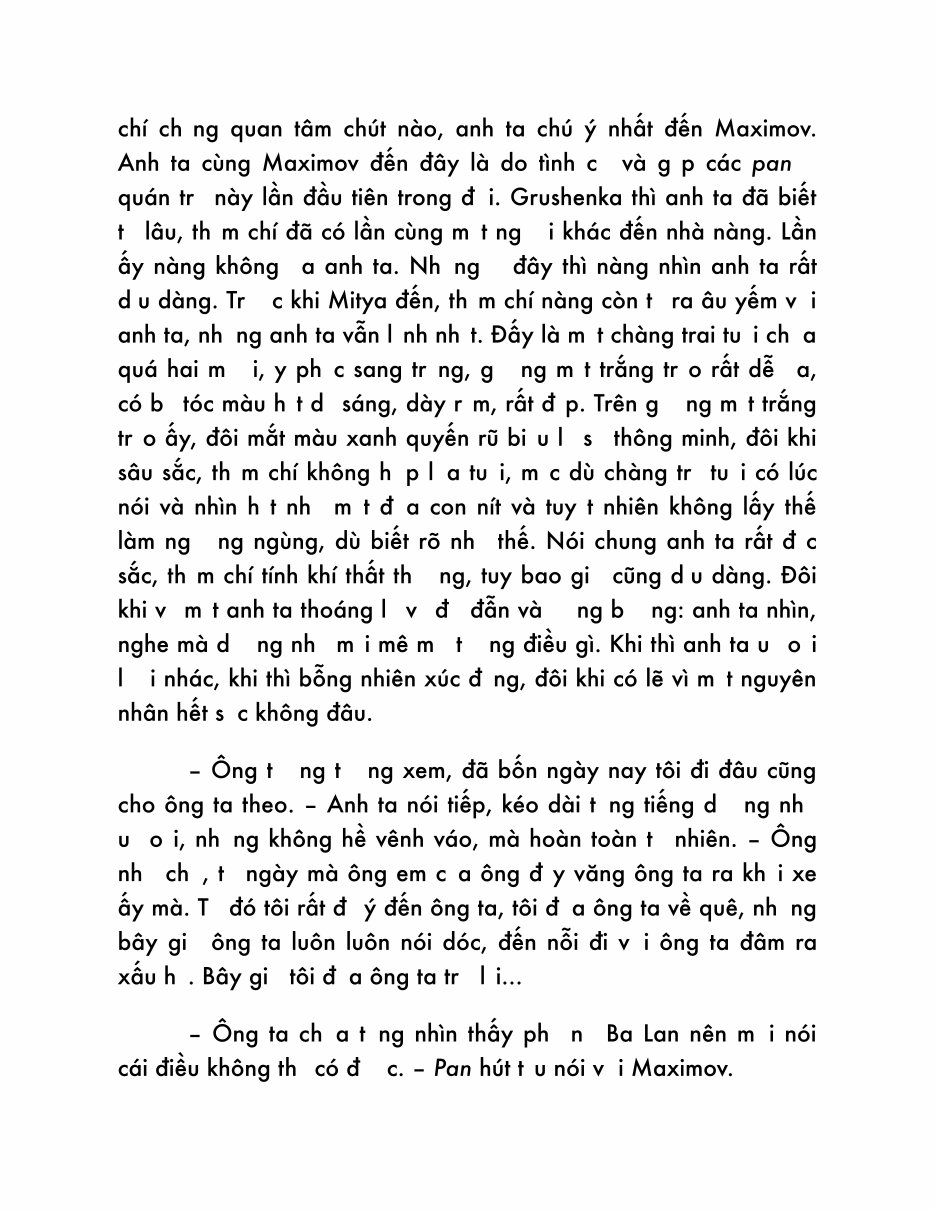 chí ch ng quan tâm chút nào, anh ta chú ý nhất đến Maximov.
Anh ta cùng Maximov đến đây là do tình c và g p các pan
quán tr này lần đầu tiên trong đ i. Grushenka thì anh ta đã biết
t lâu, th m chí đã có lần cùng m t ng i khác đến nhà nàng. Lần
ấy nàng không a anh ta. Nh ng đây thì nàng nhìn anh ta rất
d u dàng. Tr c khi Mitya đến, th m chí nàng còn t ra âu yếm v i
anh ta, nh ng anh ta vẫn l nh nh t. Đấy là m t chàng trai tu i ch a
quá hai m i, y ph c sang tr ng, g ng m t trắng tr o rất dễ a,
có b tóc màu h t d sáng, dày r m, rất đ p. Trên g ng m t trắng
tr o ấy, đôi mắt màu xanh quyến rũ bi u l s thông minh, đôi khi
sâu sắc, th m chí không h p l a tu i, m c dù chàng tr tu i có lúc
nói và nhìn h t nh m t đ a con nít và tuy t nhiên không lấy thế
làm ng ng ngùng, dù biết rõ nh thế. Nói chung anh ta rất đ c
sắc, th m chí tính khí thất th ng, tuy bao gi cũng d u dàng. Đôi
khi v m t anh ta thoáng l v đ đẫn và ng b ng: anh ta nhìn,
nghe mà d ng nh m i mê m t ng điều gì. Khi thì anh ta u o i
l i nhác, khi thì bỗng nhiên xúc đ ng, đôi khi có lẽ vì m t nguyên
nhân hết s c không đâu.
– Ông t ng t ng xem, đã bốn ngày nay tôi đi đâu cũng
cho ông ta theo. – Anh ta nói tiếp, kéo dài t ng tiếng d ng nh
u o i, nh ng không hề vênh váo, mà hoàn toàn t nhiên. – Ông
nh ch , t ngày mà ông em c a ông đ y văng ông ta ra kh i xe
ấy mà. T đó tôi rất đ ý đến ông ta, tôi đ a ông ta về quê, nh ng
bây gi ông ta luôn luôn nói dóc, đến nỗi đi v i ông ta đâm ra
xấu h . Bây gi tôi đ a ông ta tr l i...
– Ông ta ch a t ng nhìn thấy ph n Ba Lan nên m i nói
cái điều không th có đ c. – Pan hút t u nói v i Maximov.